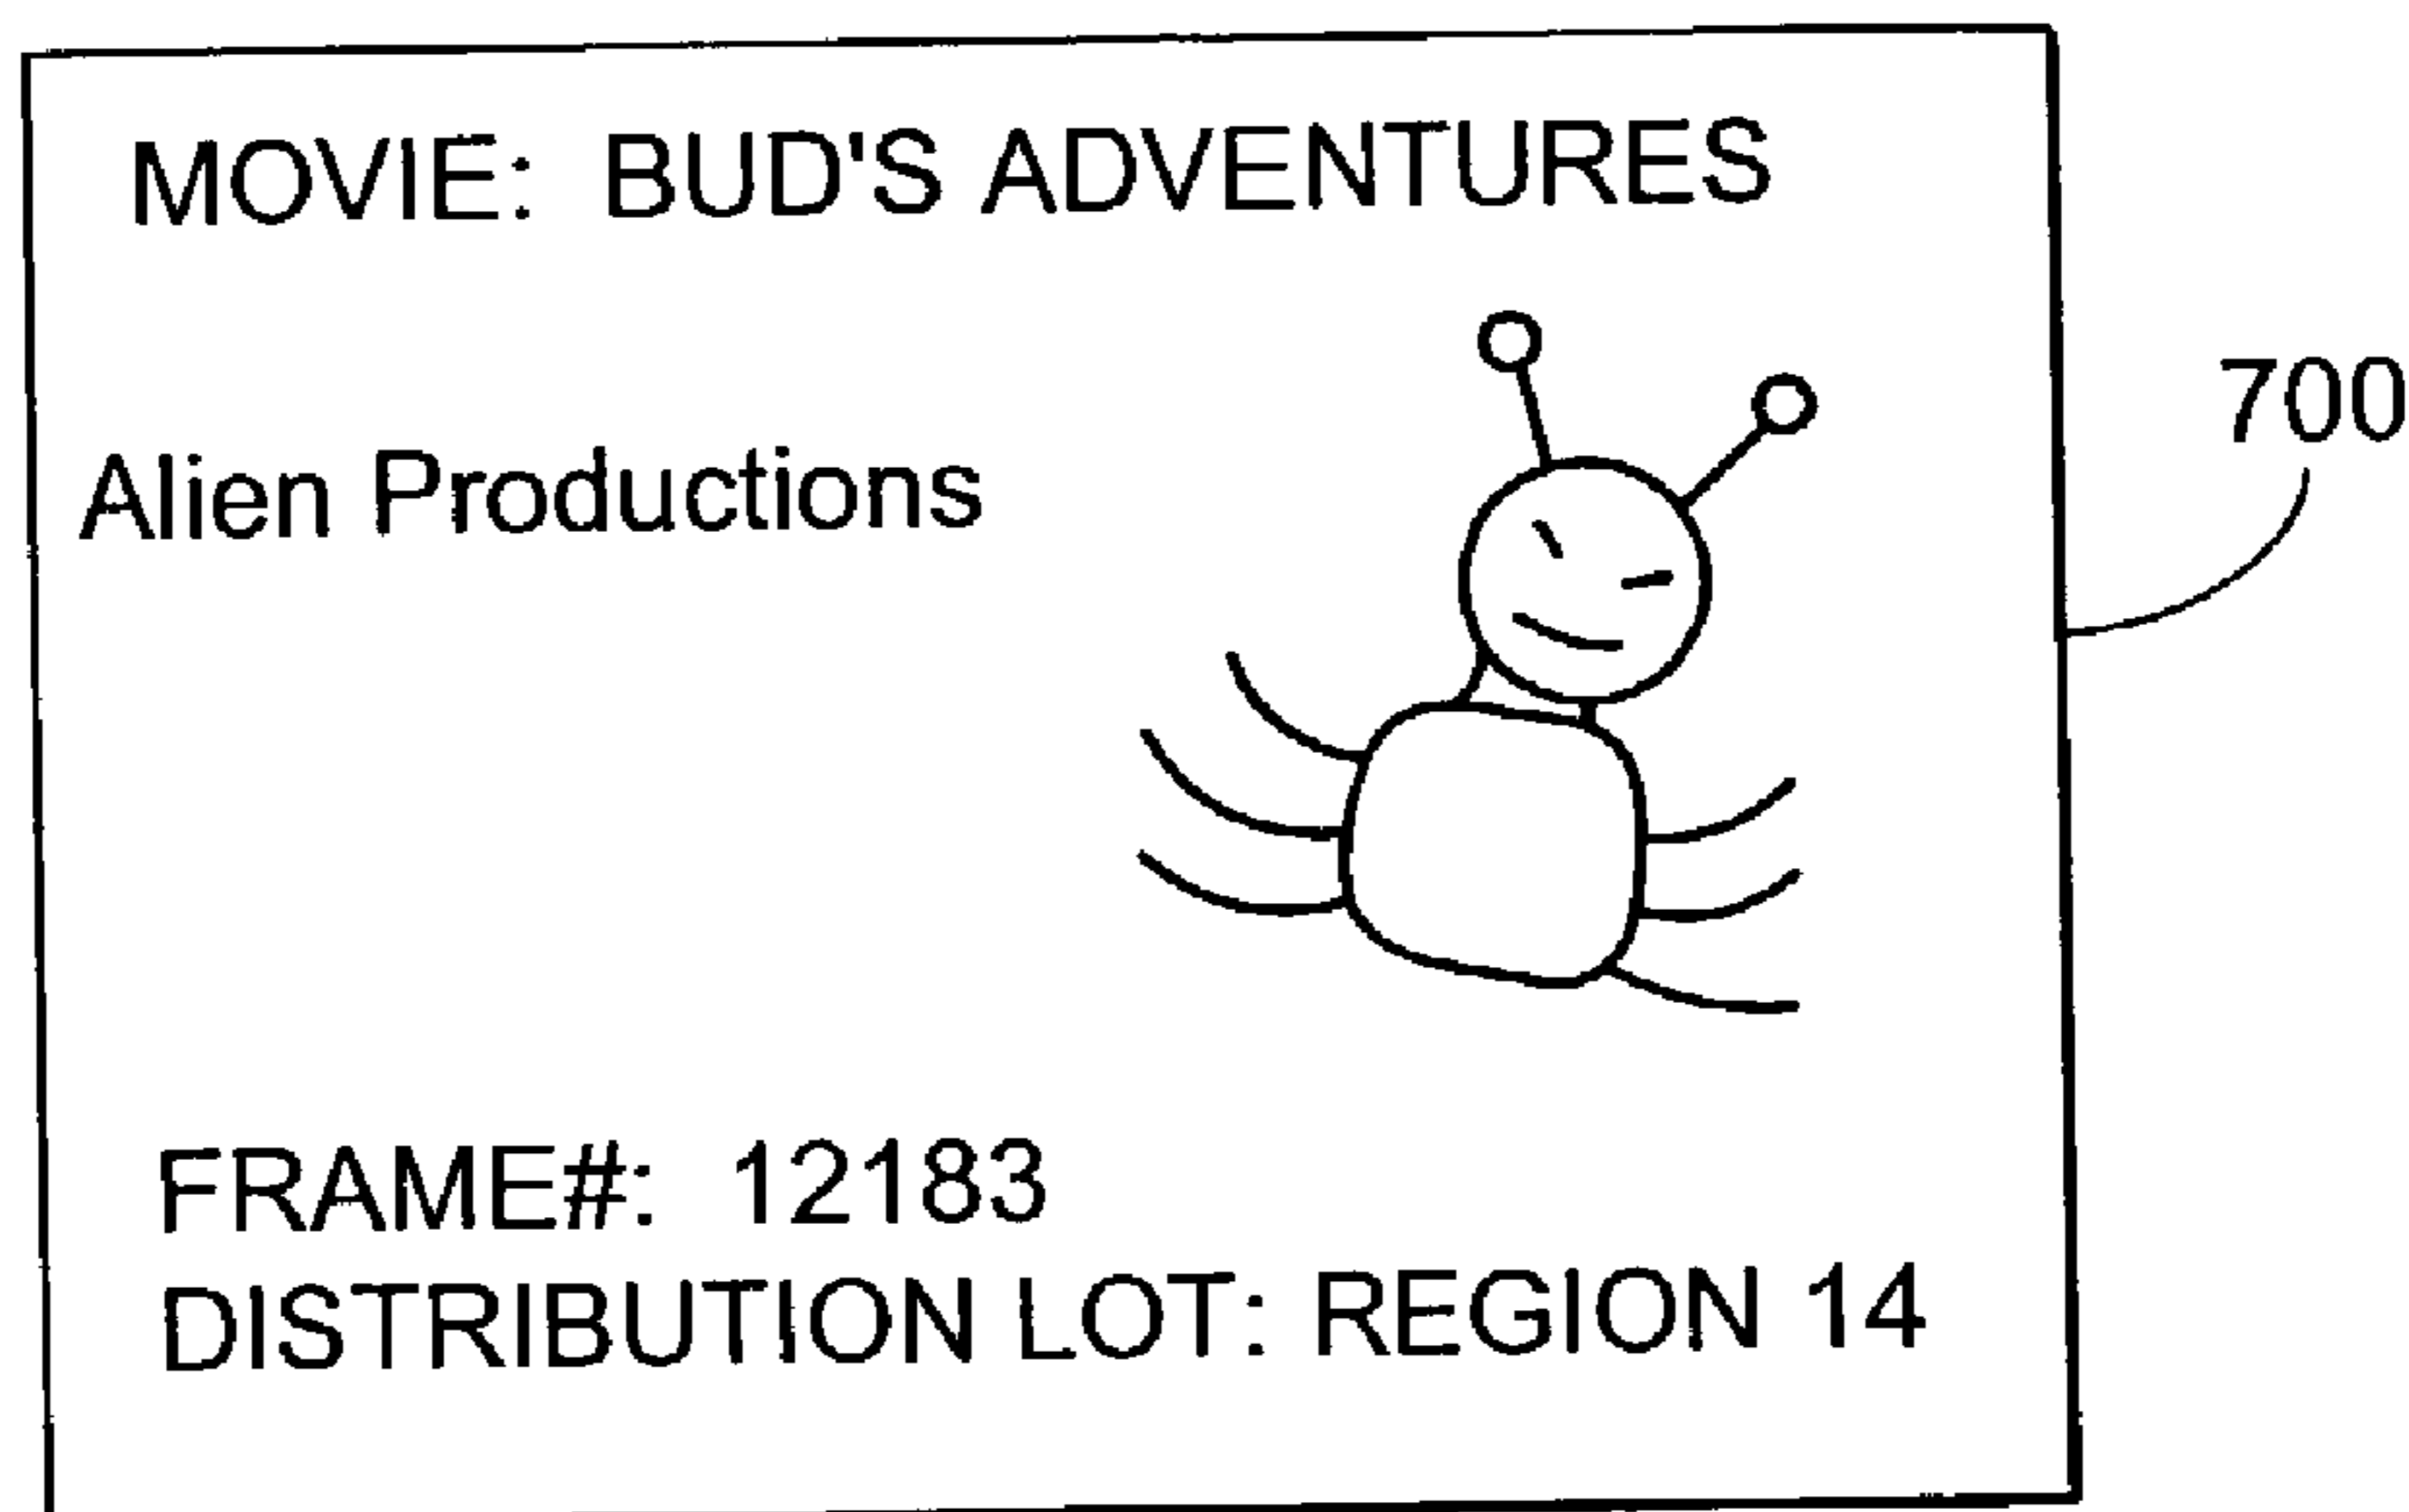 MOVIE: BUD'S ADVENTURES
700
Alien Productions
FRAME#: 12183
DISTRIBUTION LOT: REGION 14